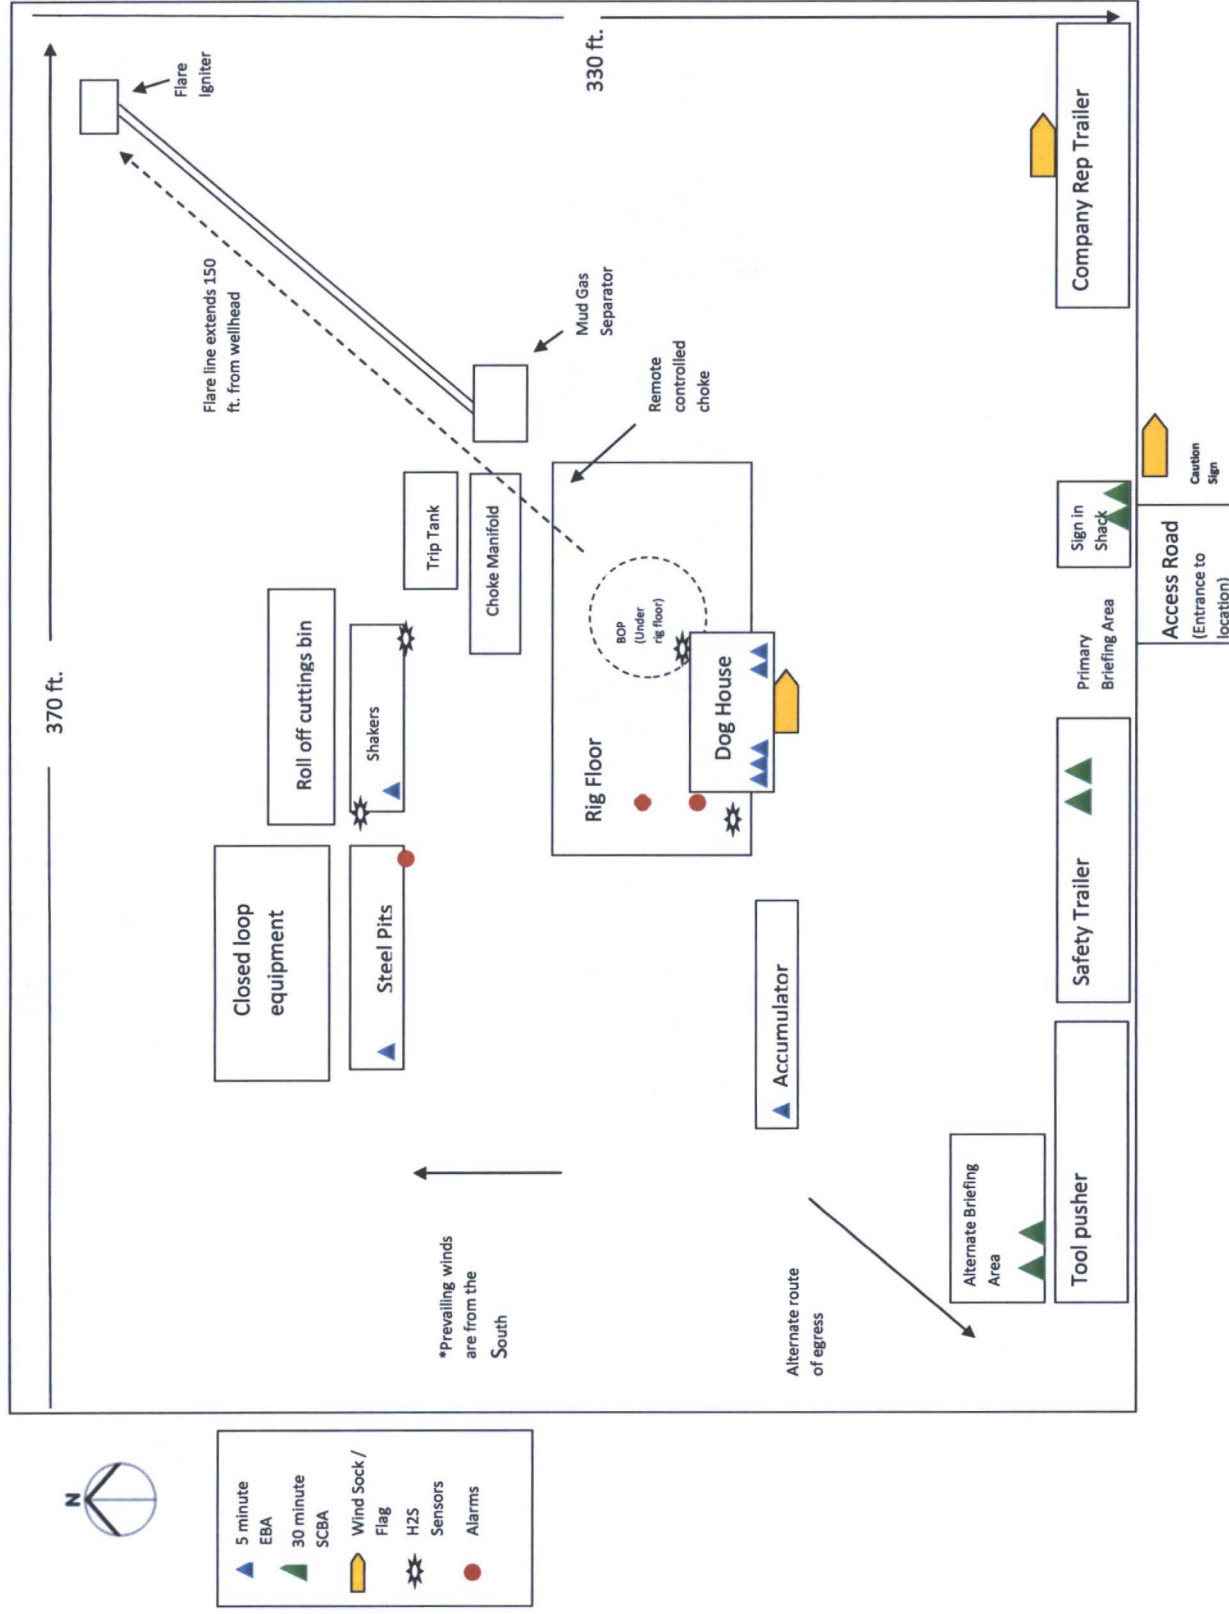 370 ft.
330 ft.
Flare
Igniter
Flare line extends 150
ft. from wellhead
Mud Gas
Separator
Remote
controlled
choke
Roll off cuttings bin
Closed loop
equipment
Shakers
Steel Pits
Trip Tank
Choke Manifold
Rig Floor
BOP
(Under
rig floor)
Dog House
Accumulator
*Prevailing winds
are from the
South
Alternate route
of egress
Alternate Briefing
Area
Tool pusher
Safety Trailer
Primary
Briefing Area
Sign in
Shack
Company Rep Trailer
Access Road
(Entrance to
location)
Caution
Sign
N
5 minute
EBA
30 minute
SCBA
Wind Sock /
Flag
H2S
Sensors
Alarms